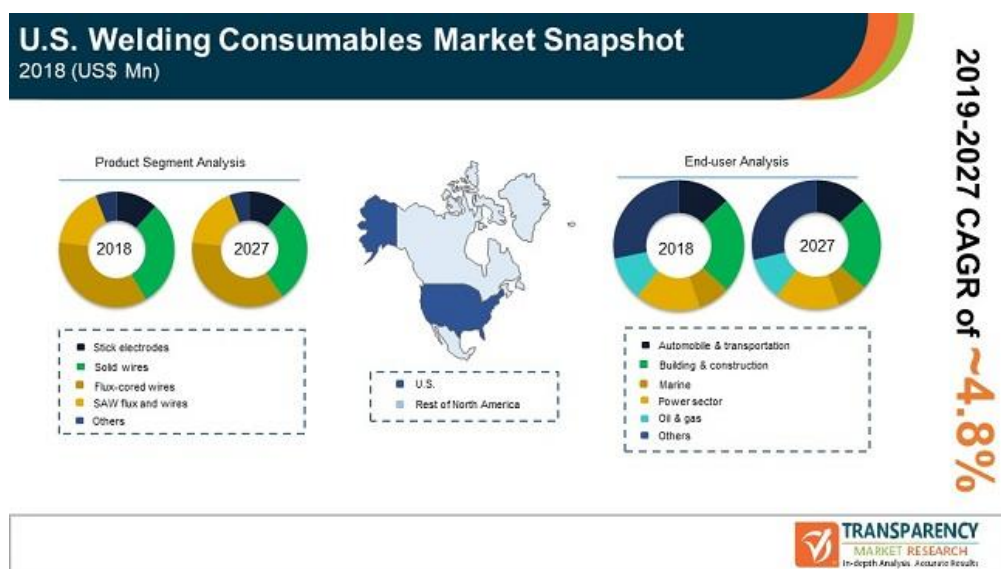 U.S. Welding Consumables Market Snapshot
2018 (US$ Mn)
Product Segment Analysis
2018
2027
Stick electrodes
Solid wires
Flux-cored wires
SAW flux and wires
Others
U.S.
Rest of North America
End-user Analysis
2018
2027
Automobile & transportation
Building & construction
Marine
Power sector
Oil & gas
Others
2019-2027 CAGR of ~4.8%
TRANSPARENCY
MARKET RESEARCH
In-depth Analysis. Accurate Results